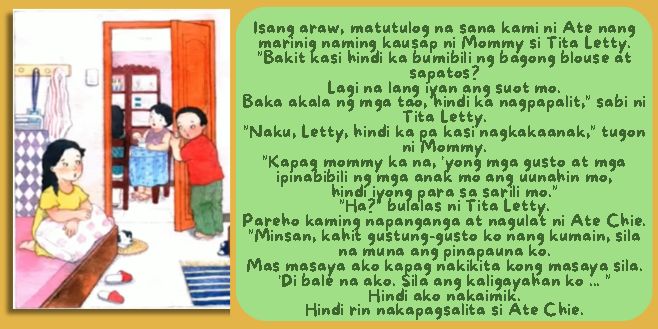 Isang araw, matutulog na sana kami ni Ate nang
marinig naming kausap ni Mommy si Tita Letty.
"Bakit kasi hindi ka bumibili ng bagong blouse at
sapatos?
Lagi na lang iyan ang suot mo.
Baka akala ng mga tao, hindi ka nagpapalit," sabi ni
Tita Letty.
"Naku, Letty, hindi ka pa kasi nagkakaanak," tugon
ni Mommy.
"Kapag mommy ka na, 'yong mga gusto at mga
ipinabibili ng mga anak mo ang uunahin mo,
hindi iyong para sa sarili mo."
"Ha?" bulalas ni Tita Letty.
Pareho kaming napanganga at nagulat ni Ate Chie.
"Minsan, kahit gustung-gusto ko nang kumain, sila
na muna ang pinapauna ko.
Mas masaya ako kapag nakikita kong masaya sila.
'Di bale na ako. Sila ang kaligayahan ko ... "
Hindi ako nakaimik.
Hindi rin nakapagsalita si Ate Chie.